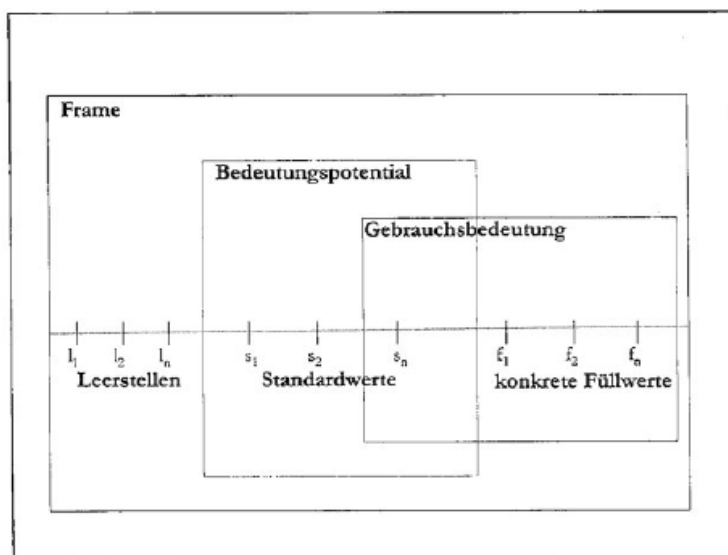 Frame
Bedeutungspotential
Gebrauchsbedeutung
l₁ l₂ lₙ s₁ s₂ sₙ f₁ f₂ fₙ
Leerstellen Standardwerte konkrete Füllwerte